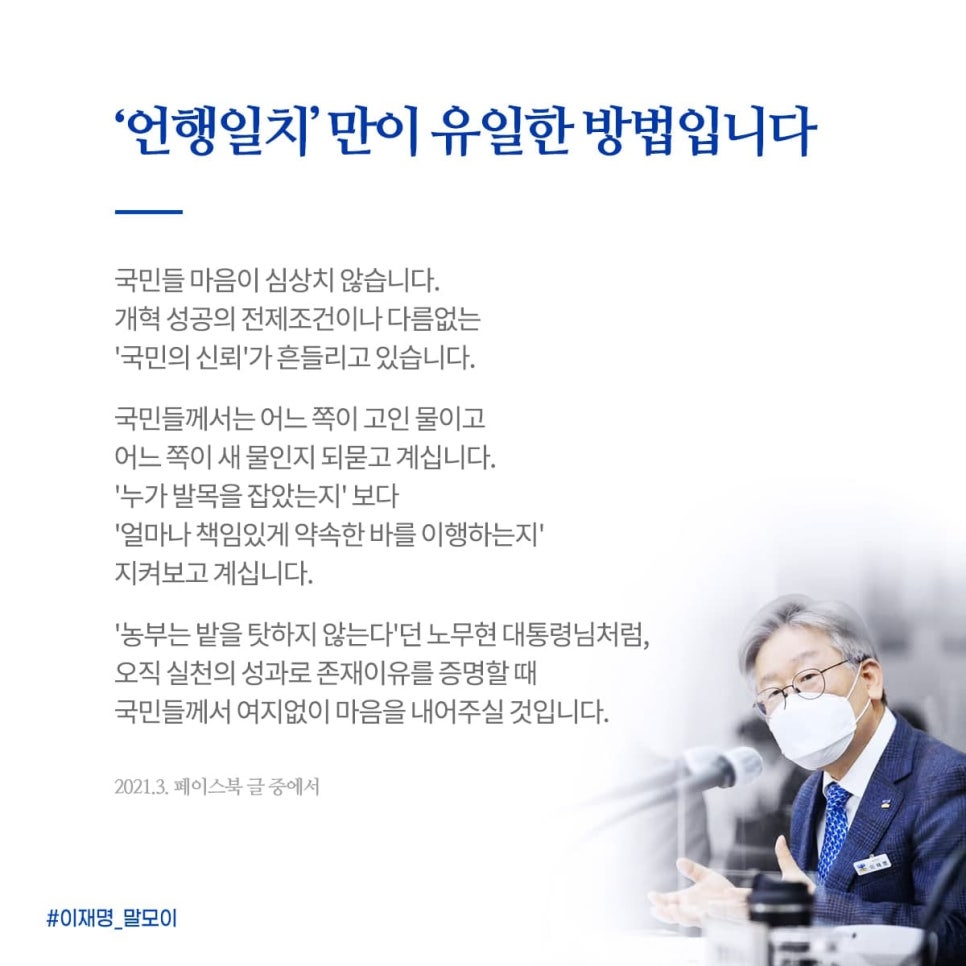 ‘언행일치’만이 유일한 방법입니다
국민들 마음이 심상치 않습니다.
개혁 성공의 전제조건이나 다름없는
'국민의 신뢰'가 흔들리고 있습니다.
국민들께서는 어느 쪽이 고인 물이고
어느 쪽이 새 물인지 되묻고 계십니다.
'누가 발목을 잡았는지' 보다
'얼마나 책임있게 약속한 바를 이행하는지'
지켜보고 계십니다.
'농부는 밭을 탓하지 않는다'던 노무현 대통령님처럼,
오직 실천의 성과로 존재이유를 증명할 때
국민들께서 여지없이 마음을 내어주실 것입니다.
2021.3. 페이스북 글 중에서
이재명
#이재명_말모이